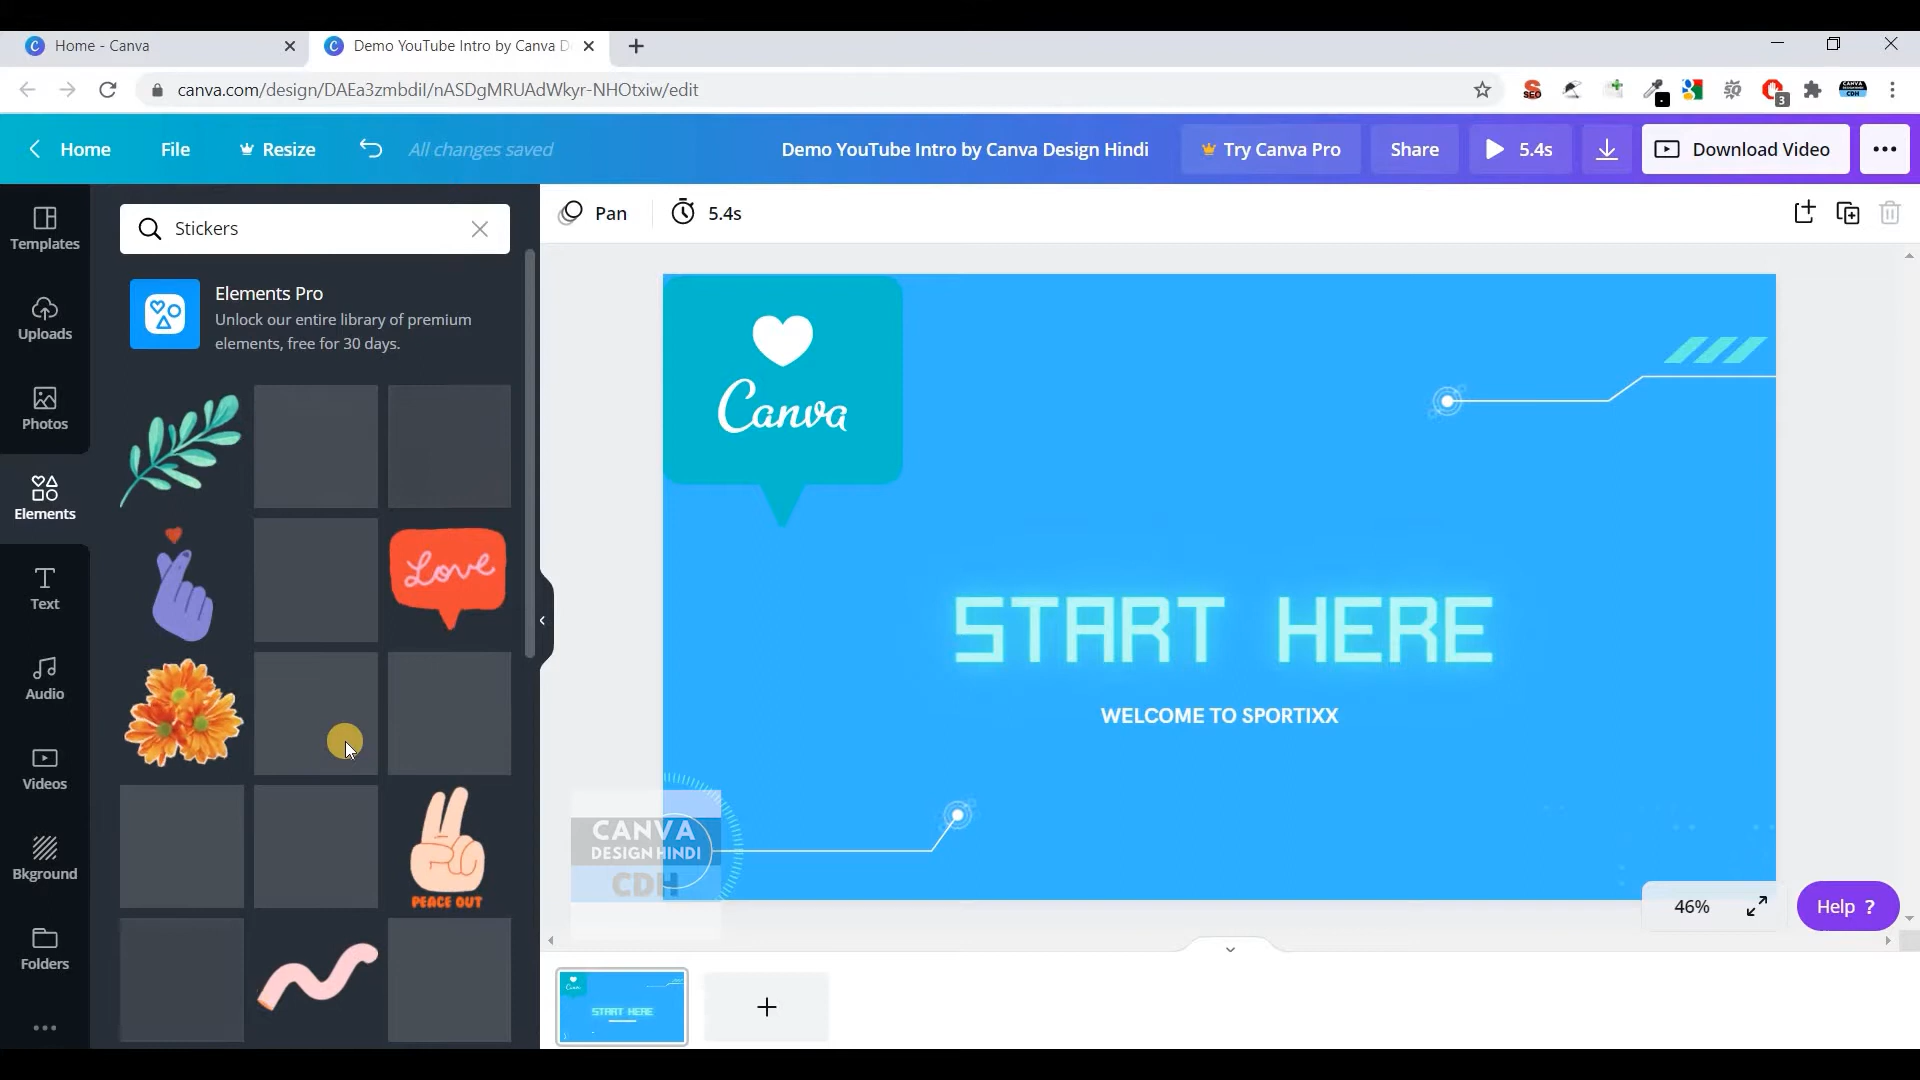 Home - Canva
Demo YouTube Intro by Canva D
canva.com/design/DAEa3zmbdiI/nASDgMRUAdWkyr-NHOtxiw/edit
SEO
3
Home
File
Resize
All changes saved
Demo YouTube Intro by Canva Design Hindi
Try Canva Pro
Share
5.4s
Download Video
Templates
Uploads
Photos
Elements
Text
Audio
Videos
Bkground
Folders
Stickers
Elements Pro
Unlock our entire library of premium
elements, free for 30 days.
Love
PEACE OUT
Pan
5.4s
Canva
START HERE
WELCOME TO SPORTIXX
CANVA
DESIGN HINDI
CDH
46%
Help ?
START HERE